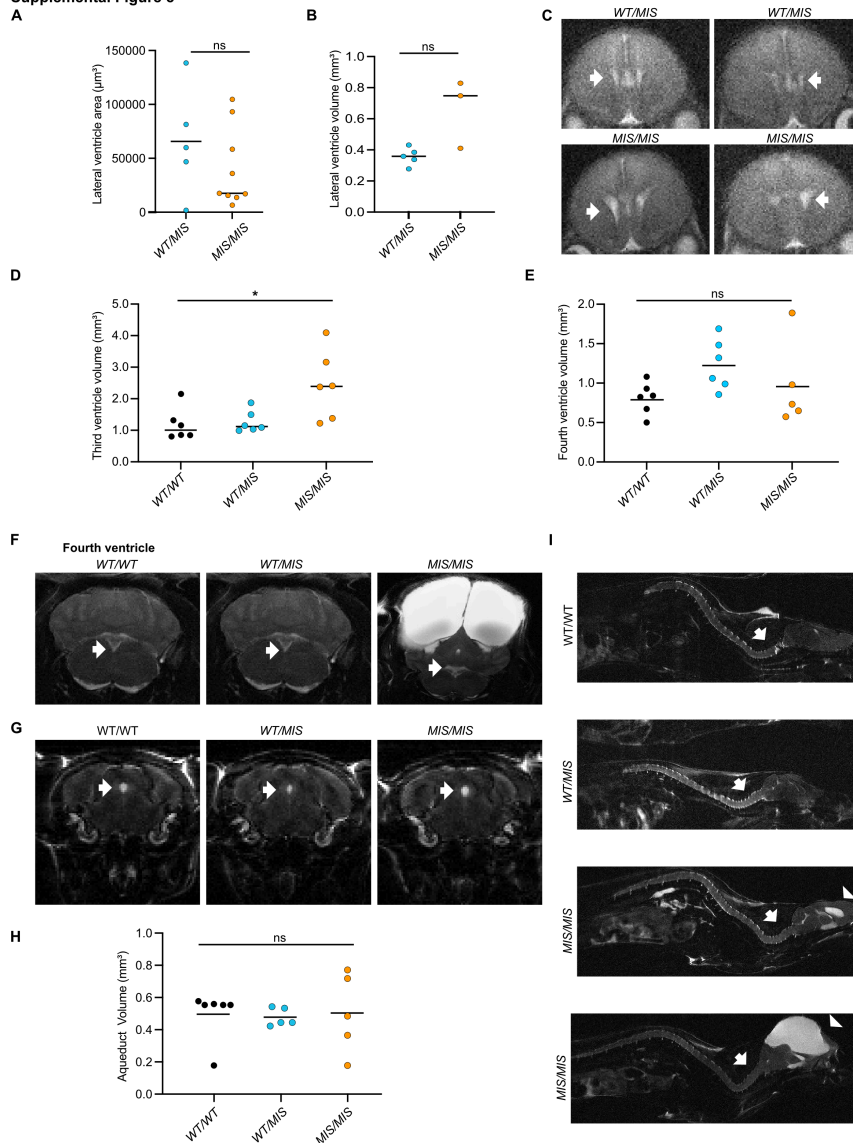 A
ns
Lateral ventricle area (µm³)
150000
100000
50000
0
WT/MIS
MIS/MIS
B
ns
Lateral ventricle volume (mm³)
1.0
0.8
0.6
0.4
0.2
0.0
WT/MIS
MIS/MIS
C
WT/MIS
WT/MIS
MIS/MIS
MIS/MIS
D
*
Third ventricle volume (mm³)
5.0
4.0
3.0
2.0
1.0
0.0
WT/WT
WT/MIS
MIS/MIS
E
ns
Fourth ventricle volume (mm³)
2.0
1.5
1.0
0.5
0.0
WT/WT
WT/MIS
MIS/MIS
F
Fourth ventricle
WT/WT
WT/MIS
MIS/MIS
G
WT/WT
WT/MIS
MIS/MIS
H
ns
Aqueduct Volume (mm³)
1.0
0.8
0.6
0.4
0.2
0.0
WT/WT
WT/MIS
MIS/MIS
I
WT/WT
WT/MIS
MIS/MIS
MIS/MIS